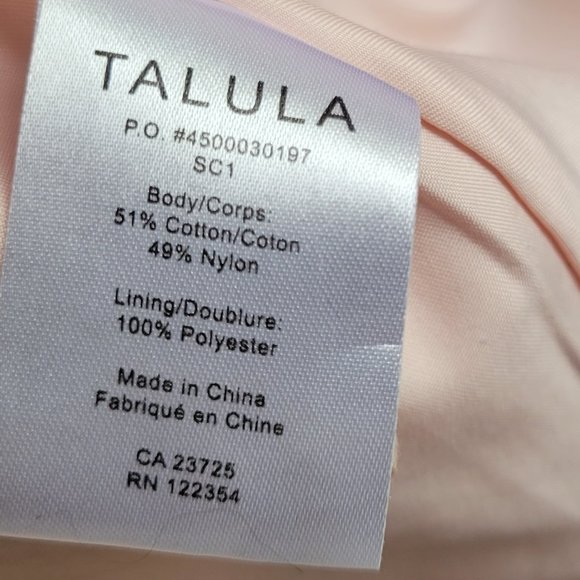 TALULA
P.O. #4500030197
SC1
Body/Corps:
51% Cotton/Coton
49% Nylon
Lining/Doublure:
100% Polyester
Made in China
Fabriqué en Chine
CA 23725
RN 122354